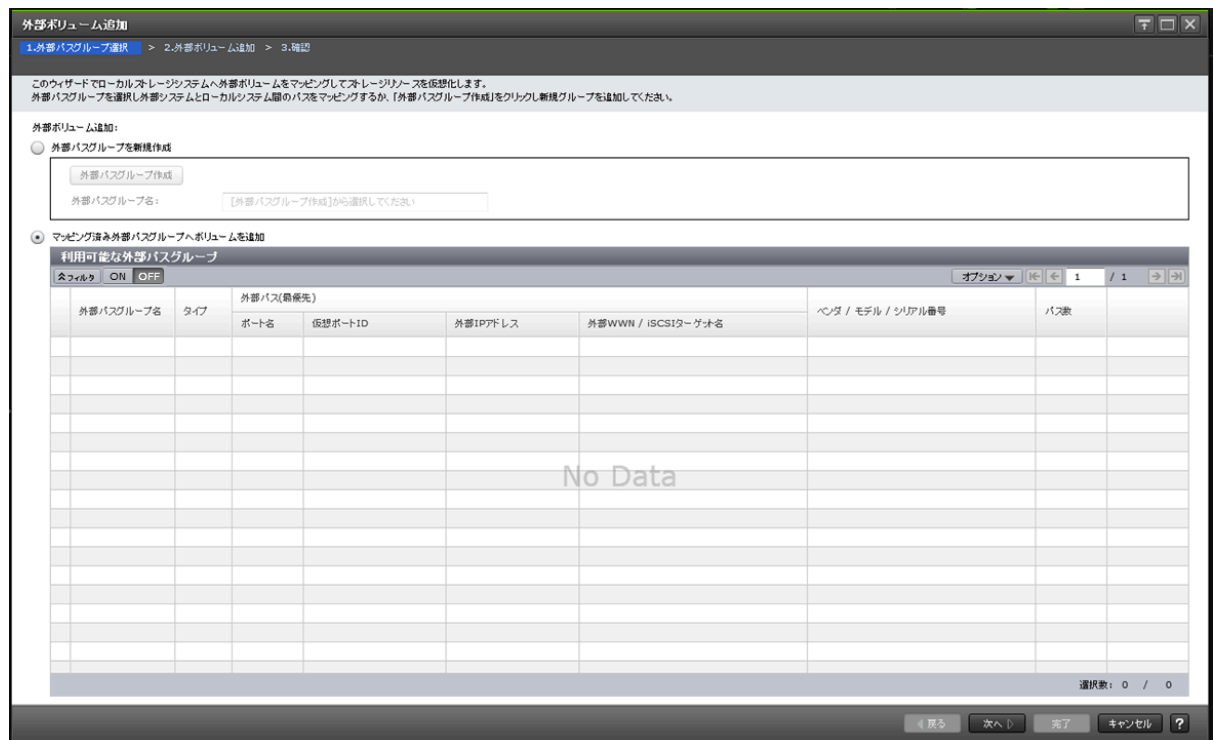 外部ボリューム追加
1.外部パスグループ選択 > 2.外部ボリューム追加 > 3.確認
このウィザードでローカルストレージシステムへ外部ボリュームをマッピングしてストレージリソースを仮想化します。
外部パスグループを選択し外部システムとローカルシステム間のパスをマッピングするか、「外部パスグループ作成」をクリックし新規グループを追加してください。
外部ボリューム追加:
外部パスグループを新規作成
外部パスグループ作成
外部パスグループ名: [外部パスグループ作成]から選択してください
マッピング済み外部パスグループへボリュームを追加
利用可能な外部パスグループ
フィルタ ON OFF オプション 1 / 1
外部パスグループ名 タイプ 外部パス(最優先) ベンダ / モデル / シリアル番号 パス数
ポート名 仮想ポートID 外部IPアドレス 外部WWN / iSCSIターゲット名
No Data
選択数: 0 / 0
戻る 次へ 完了 キャンセル ?